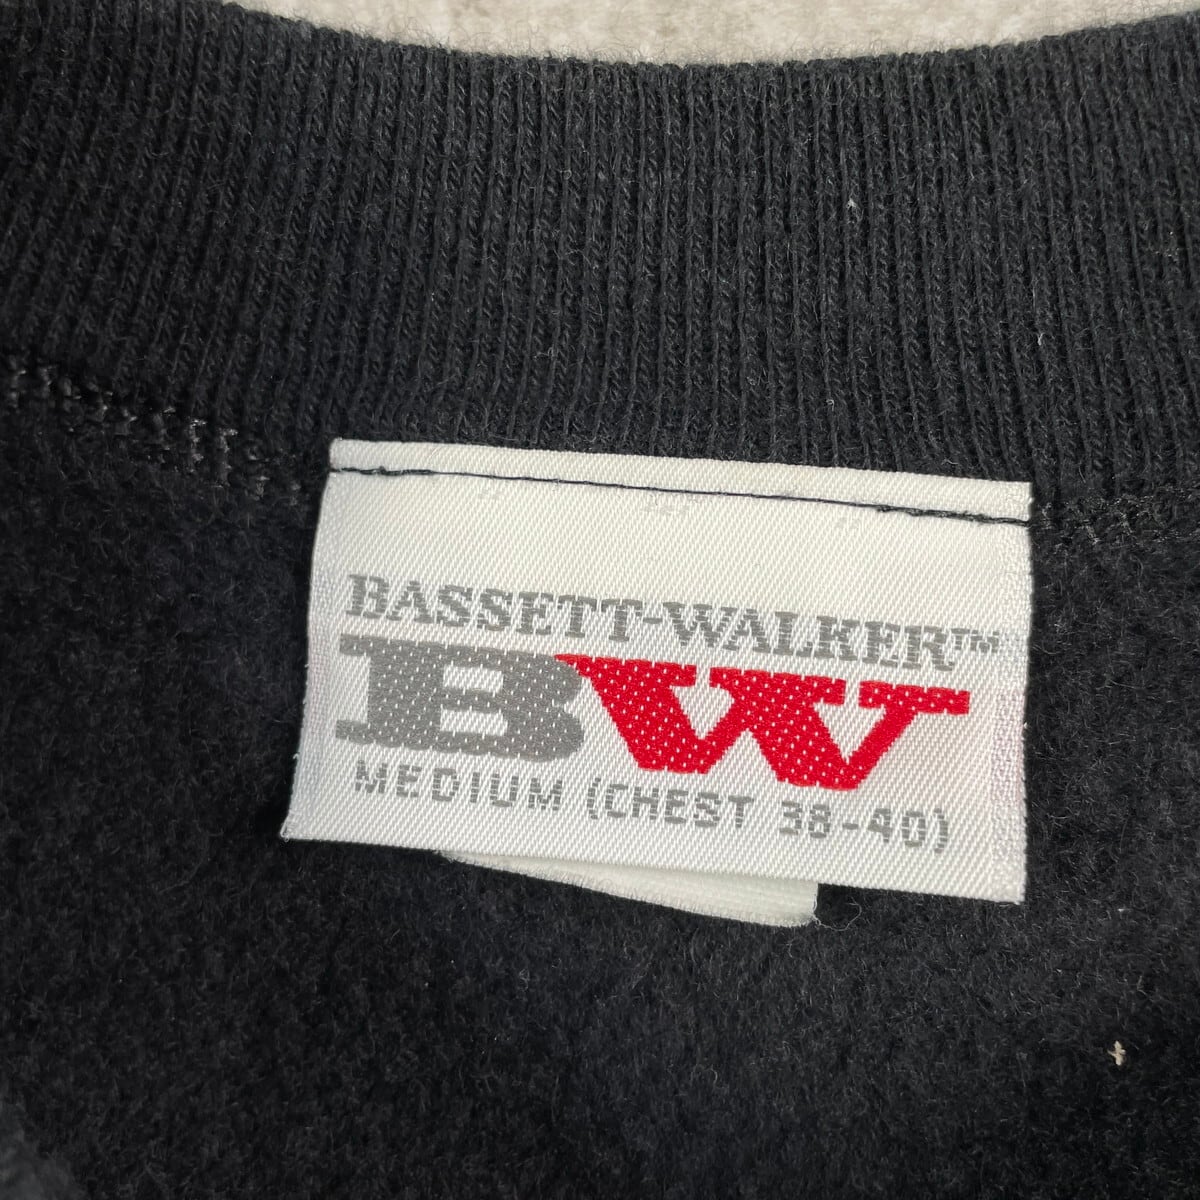 BASSETT-WALKER™
BW
MEDIUM (CHEST 38-40)